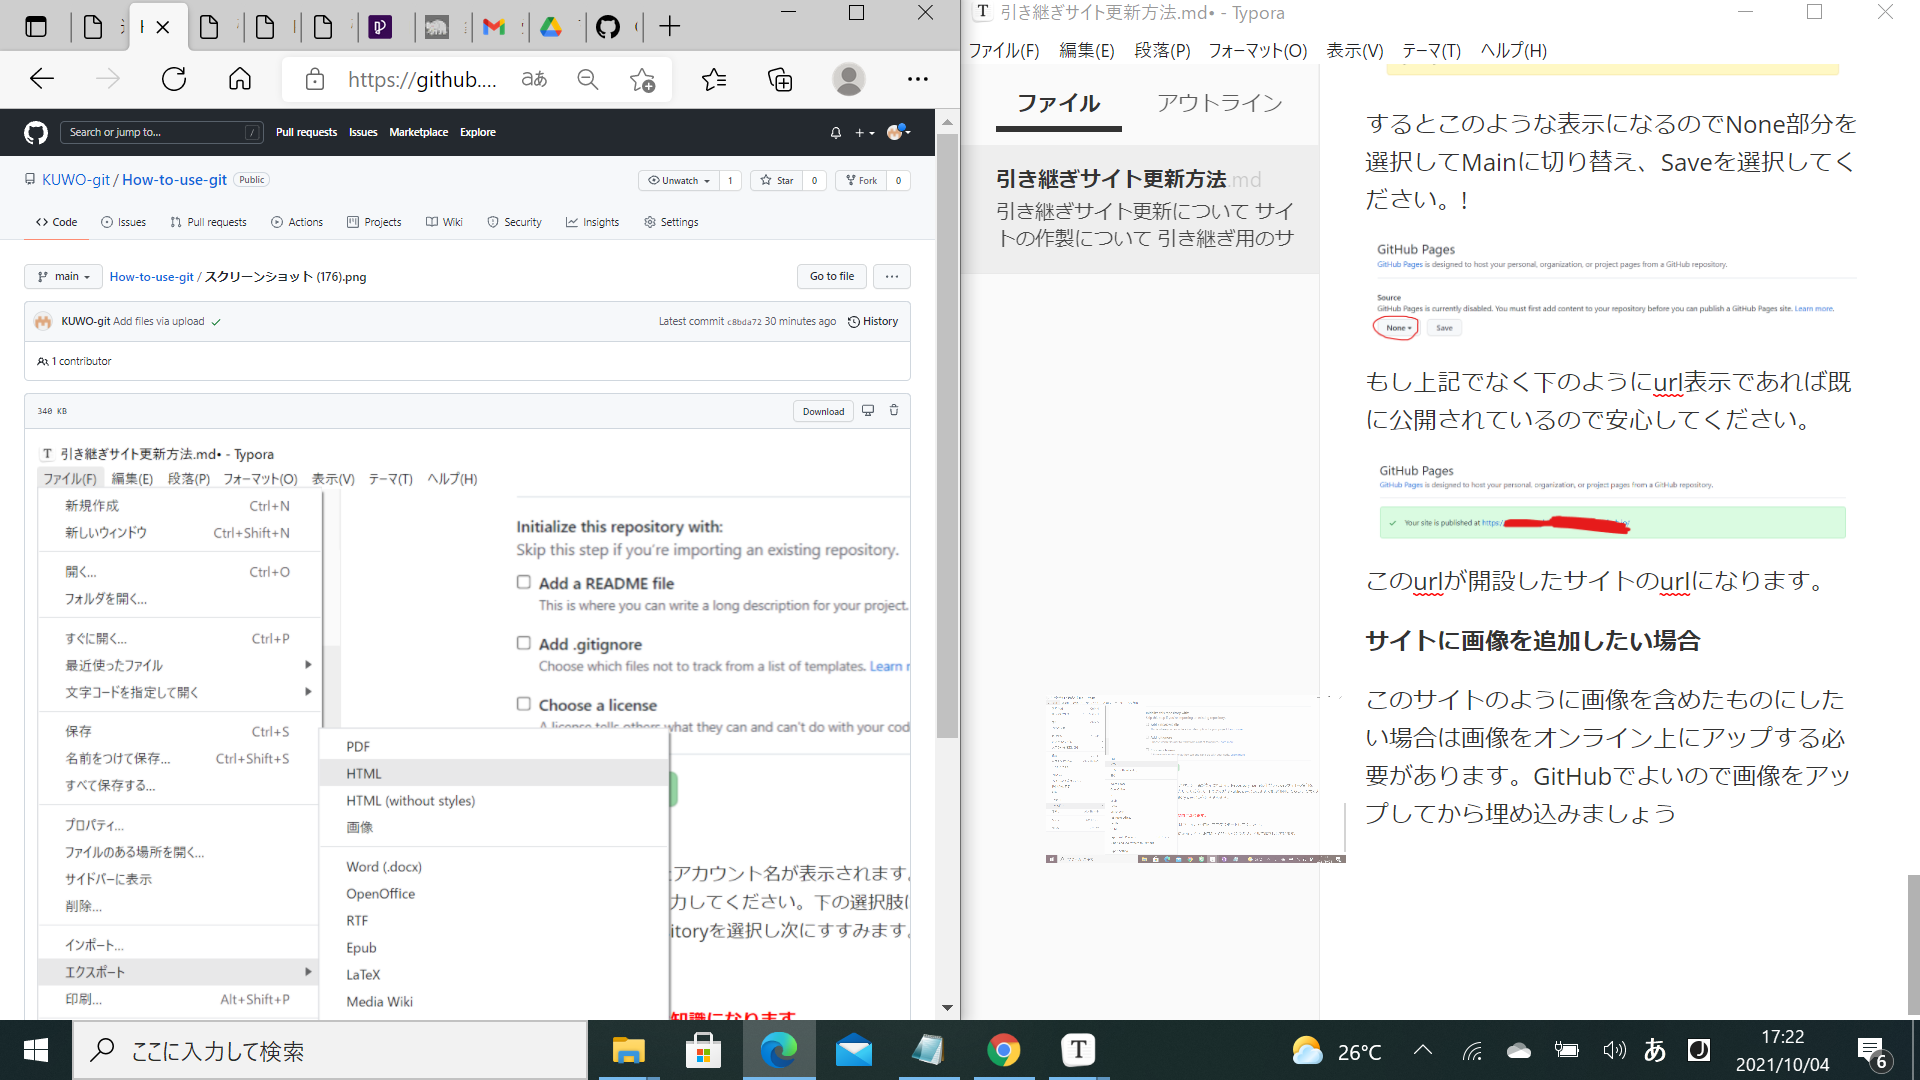 https://github....
Search or jump to...
/
Pull requests
Issues
Marketplace
Explore
KUWO-git / How-to-use-git
Public
Unwatch
1
Star
0
Fork
0
Code
Issues
Pull requests
Actions
Projects
Wiki
Security
Insights
Settings
main
How-to-use-git / スクリーンショット (176).png
Go to file
KUWO-git Add files via upload
Latest commit c8bda72 30 minutes ago
History
1 contributor
340 KB
Download
引き継ぎサイト更新方法.md• - Typora
ファイル(F) 編集(E) 段落(P) フォーマット(O) 表示(V) テーマ(T) ヘルプ(H)
新規作成 Ctrl+N
新しいウィンドウ Ctrl+Shift+N
開く... Ctrl+O
フォルダを開く...
すぐに開く... Ctrl+P
最近使ったファイル
文字コードを指定して開く
保存 Ctrl+S
名前をつけて保存... Ctrl+Shift+S
すべて保存する...
プロパティ...
ファイルのある場所を開く...
サイドバーに表示
削除...
インポート...
エクスポート
印刷... Alt+Shift+P
Initialize this repository with:
Skip this step if you're importing an existing repository.
Add a README file
This is where you can write a long description for your project.
Add .gitignore
Choose which files not to track from a list of templates. Learn
Choose a license
A license tells others what they can and can't do with your cod
PDF
HTML
HTML (without styles)
画像
Word (.docx)
OpenOffice
RTF
Epub
LaTeX
Media Wiki
アカウント名が表示されます。
力してください。下の選択肢
itoryを選択し次にすすみます。
知識になります
引き継ぎサイト更新方法.md• - Typora
ファイル(F) 編集(E) 段落(P) フォーマット(O) 表示(V) テーマ(T) ヘルプ(H)
ファイル
アウトライン
引き継ぎサイト更新方法.md
引き継ぎサイト更新について サイ
トの作製について 引き継ぎ用のサ
するとこのような表示になるのでNone部分を
選択してMainに切り替え、Saveを選択してく
ださい。!
GitHub Pages
GitHub Pages is designed to host your personal, organization, or project pages from a GitHub repository.
Source
GitHub Pages is currently disabled. You must first add content to your repository before you can publish a GitHub Pages site. Learn more.
None
Save
もし上記でなく下のようにurl表示であれば既
に公開されているので安心してください。
GitHub Pages
GitHub Pages is designed to host your personal, organization, or project pages from a GitHub repository.
Your site is published at https:/
このurlが開設したサイトのurlになります。
サイトに画像を追加したい場合
このサイトのように画像を含めたものにした
い場合は画像をオンライン上にアップする必
要があります。GitHubでよいので画像をアッ
プしてから埋め込みましょう
ここに入力して検索
26°C
あ
17:22
2021/10/04
6